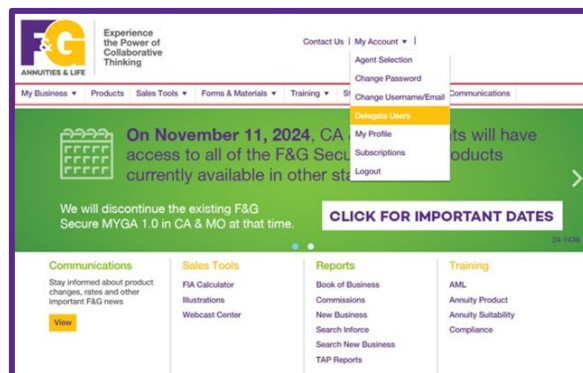 F&G
ANNUITIES & LIFE
Experience
the Power of
Collaborative
Thinking
Contact Us | My Account ▼ |
Agent Selection
Change Password
Change Username/Email
Delegate Users
My Profile
Subscriptions
Logout
My Business ▼ Products Sales Tools ▼ Forms & Materials ▼ Training ▼ Communications
On November 11, 2024, CA will have
access to all of the F&G
currently available in other
We will discontinue the existing F&G
Secure MYGA 1.0 in CA & MO at that time.
CLICK FOR IMPORTANT DATES
24-1438
Communications
Stay informed about product
changes, rates and other
important F&G news
View
Sales Tools
FIA Calculator
Illustrations
Webcast Center
Reports
Book of Business
Commissions
New Business
Search Inforce
Search New Business
TAP Reports
Training
AML
Annuity Product
Annuity Suitability
Compliance